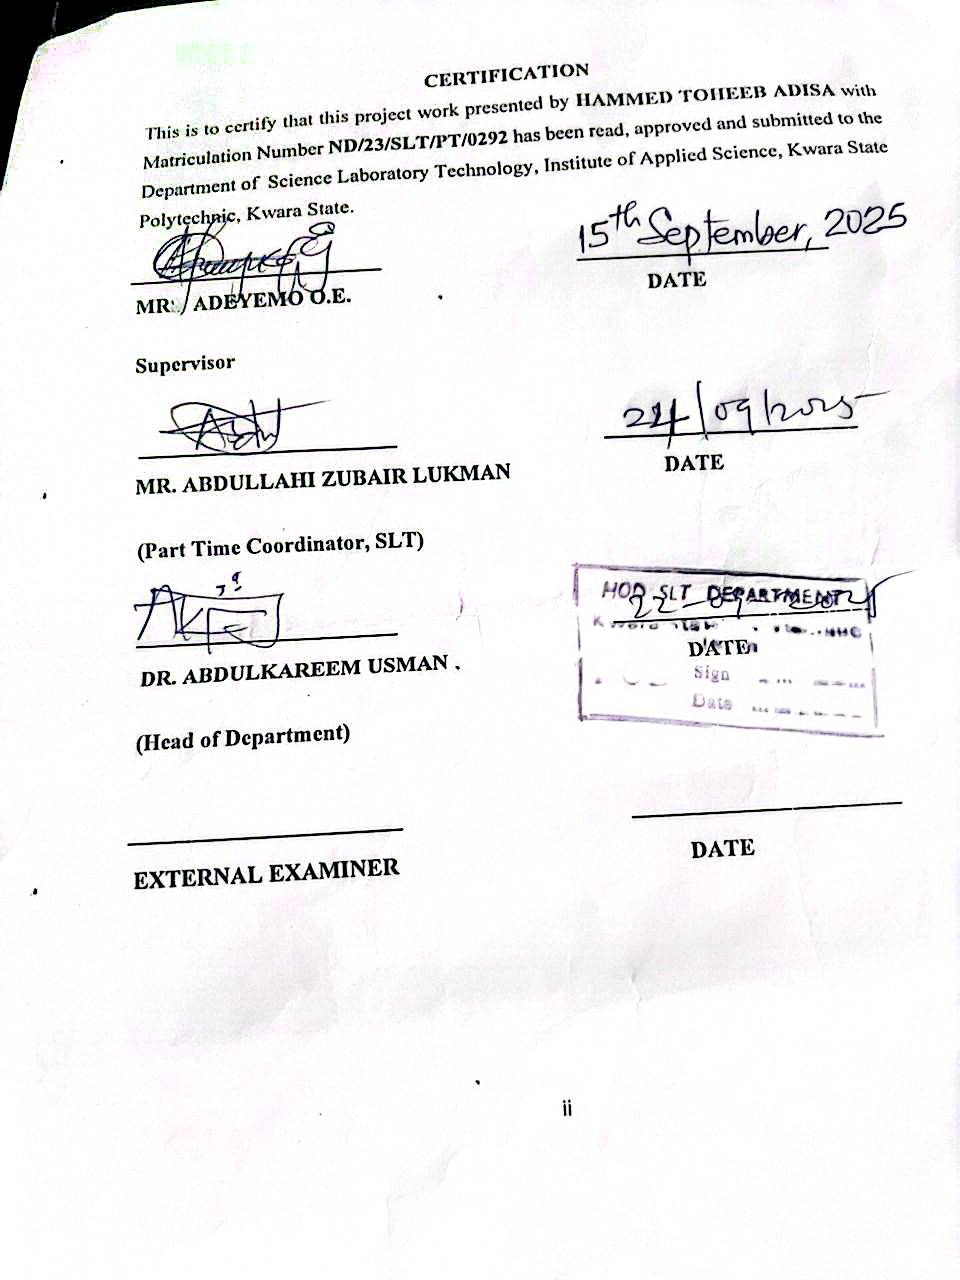 CERTIFICATION
This is to certify that this project work presented by HAMMED TOHEEB ADISA with
Matriculation Number ND/23/SLT/PT/0292 has been read, approved and submitted to the
Department of Science Laboratory Technology, Institute of Applied Science, Kwara State
Polytechnic, Kwara State.
15th September, 2025
MR. ADEYEMO O.E.
DATE
Supervisor
24/09/2025
MR. ABDULLAHI ZUBAIR LUKMAN
DATE
(Part Time Coordinator, SLT)
HOD SLT DEPARTMENT
DATE
Sign
Date
DR. ABDULKAREEM USMAN .
(Head of Department)
EXTERNAL EXAMINER
DATE
ii